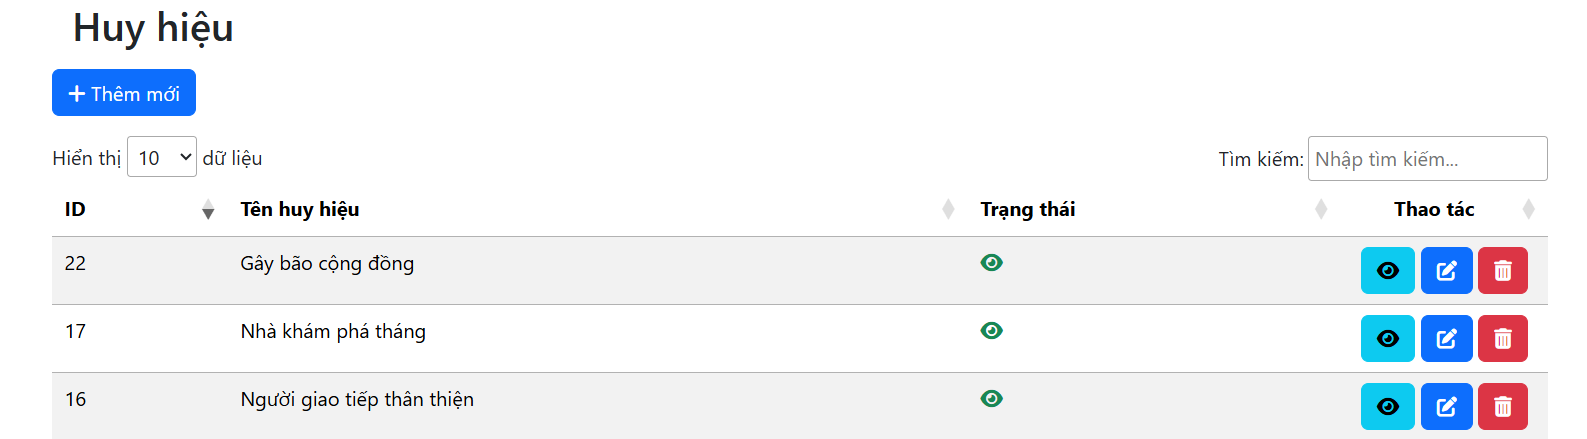 Huy hiệu
Thêm mới
Hiển thị 10 dữ liệu
Tìm kiếm: Nhập tìm kiếm...
ID Tên huy hiệu Trạng thái Thao tác
22 Gây bão cộng đồng
17 Nhà khám phá tháng
16 Người giao tiếp thân thiện